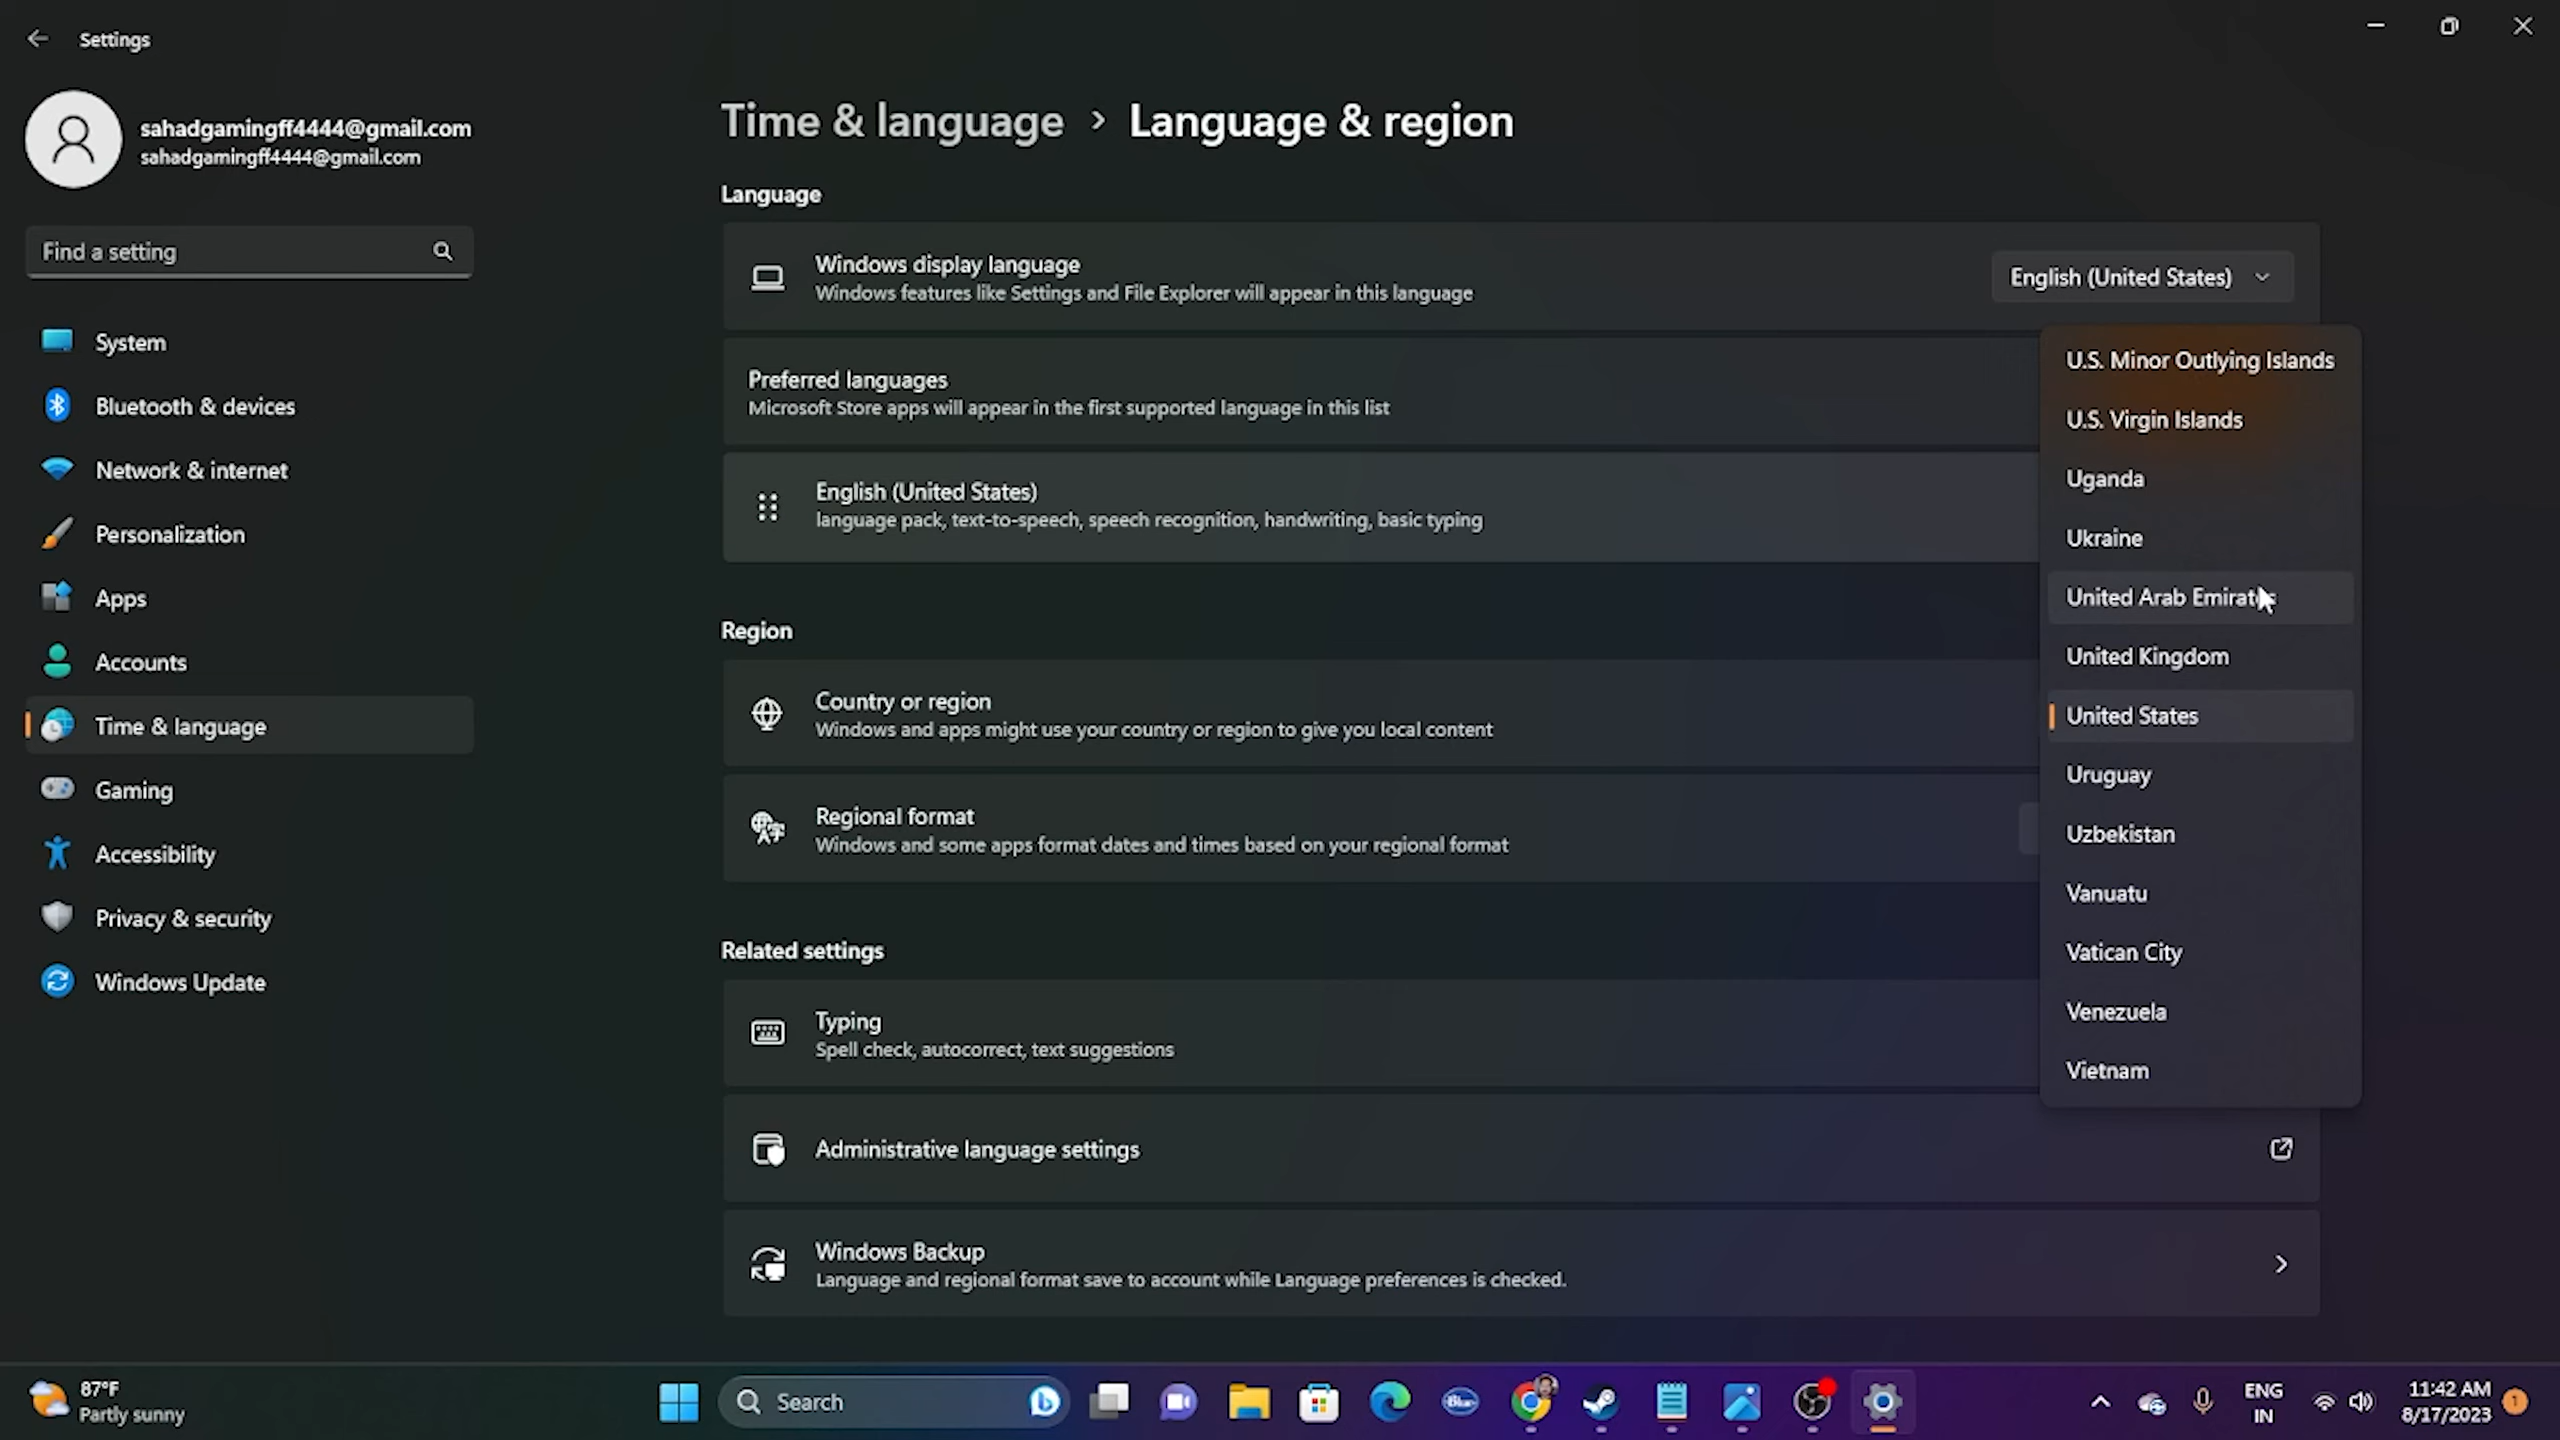 Settings
sahadgamingff4444@gmail.com
sahadgamingff4444@gmail.com
Find a setting
System
Bluetooth & devices
Network & internet
Personalization
Apps
Accounts
Time & language
Gaming
Accessibility
Privacy & security
Windows Update
Time & language > Language & region
Language
Windows display language
Windows features like Settings and File Explorer will appear in this language
English (United States)
Preferred languages
Microsoft Store apps will appear in the first supported language in this list
English (United States)
language pack, text-to-speech, speech recognition, handwriting, basic typing
Region
Country or region
Windows and apps might use your country or region to give you local content
Regional format
Windows and some apps format dates and times based on your regional format
Related settings
Typing
Spell check, autocorrect, text suggestions
Administrative language settings
Windows Backup
Language and regional format save to account while Language preferences is checked.
U.S. Minor Outlying Islands
U.S. Virgin Islands
Uganda
Ukraine
United Arab Emirates
United Kingdom
United States
Uruguay
Uzbekistan
Vanuatu
Vatican City
Venezuela
Vietnam
87°F
Partly sunny
Search
ENG
IN
11:42 AM
8/17/2023
1